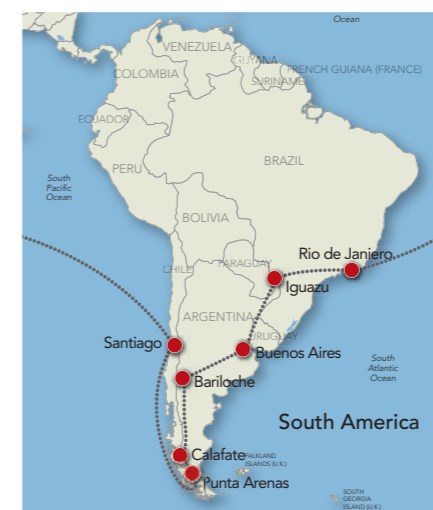 Ocean
VENEZUELA
GUYANA
COLOMBIA
FRENCH GUIANA (FRANCE)
SURINAME
ECUADOR
PERU
BRAZIL
South
Pacific
Ocean
BOLIVIA
Rio de Janiero
PARAGUAY
CHILE
Iguazu
ARGENTINA
URUGUAY
Santiago
Buenos Aires
South
Atlantic
Ocean
Bariloche
South America
Calafate
FALKLAND
ISLANDS (U.K.)
Punta Arenas
SOUTH
GEORGIA
ISLAND (U.K.)